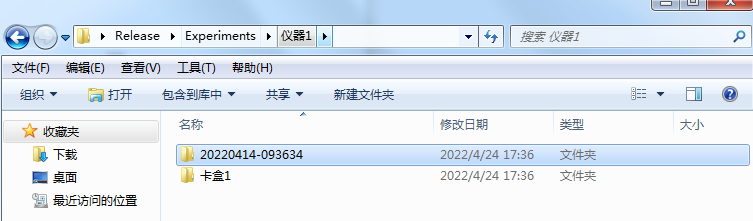 Release Experiments 仪器1 搜索 仪器1
文件(F) 编辑(E) 查看(V) 工具(T) 帮助(H)
组织 打开 包含到库中 共享 新建文件夹
收藏夹
下载
桌面
最近访问的位置
名称 修改日期 类型 大小
20220414-093634 2022/4/24 17:36 文件夹
卡盒1 2022/4/24 17:36 文件夹